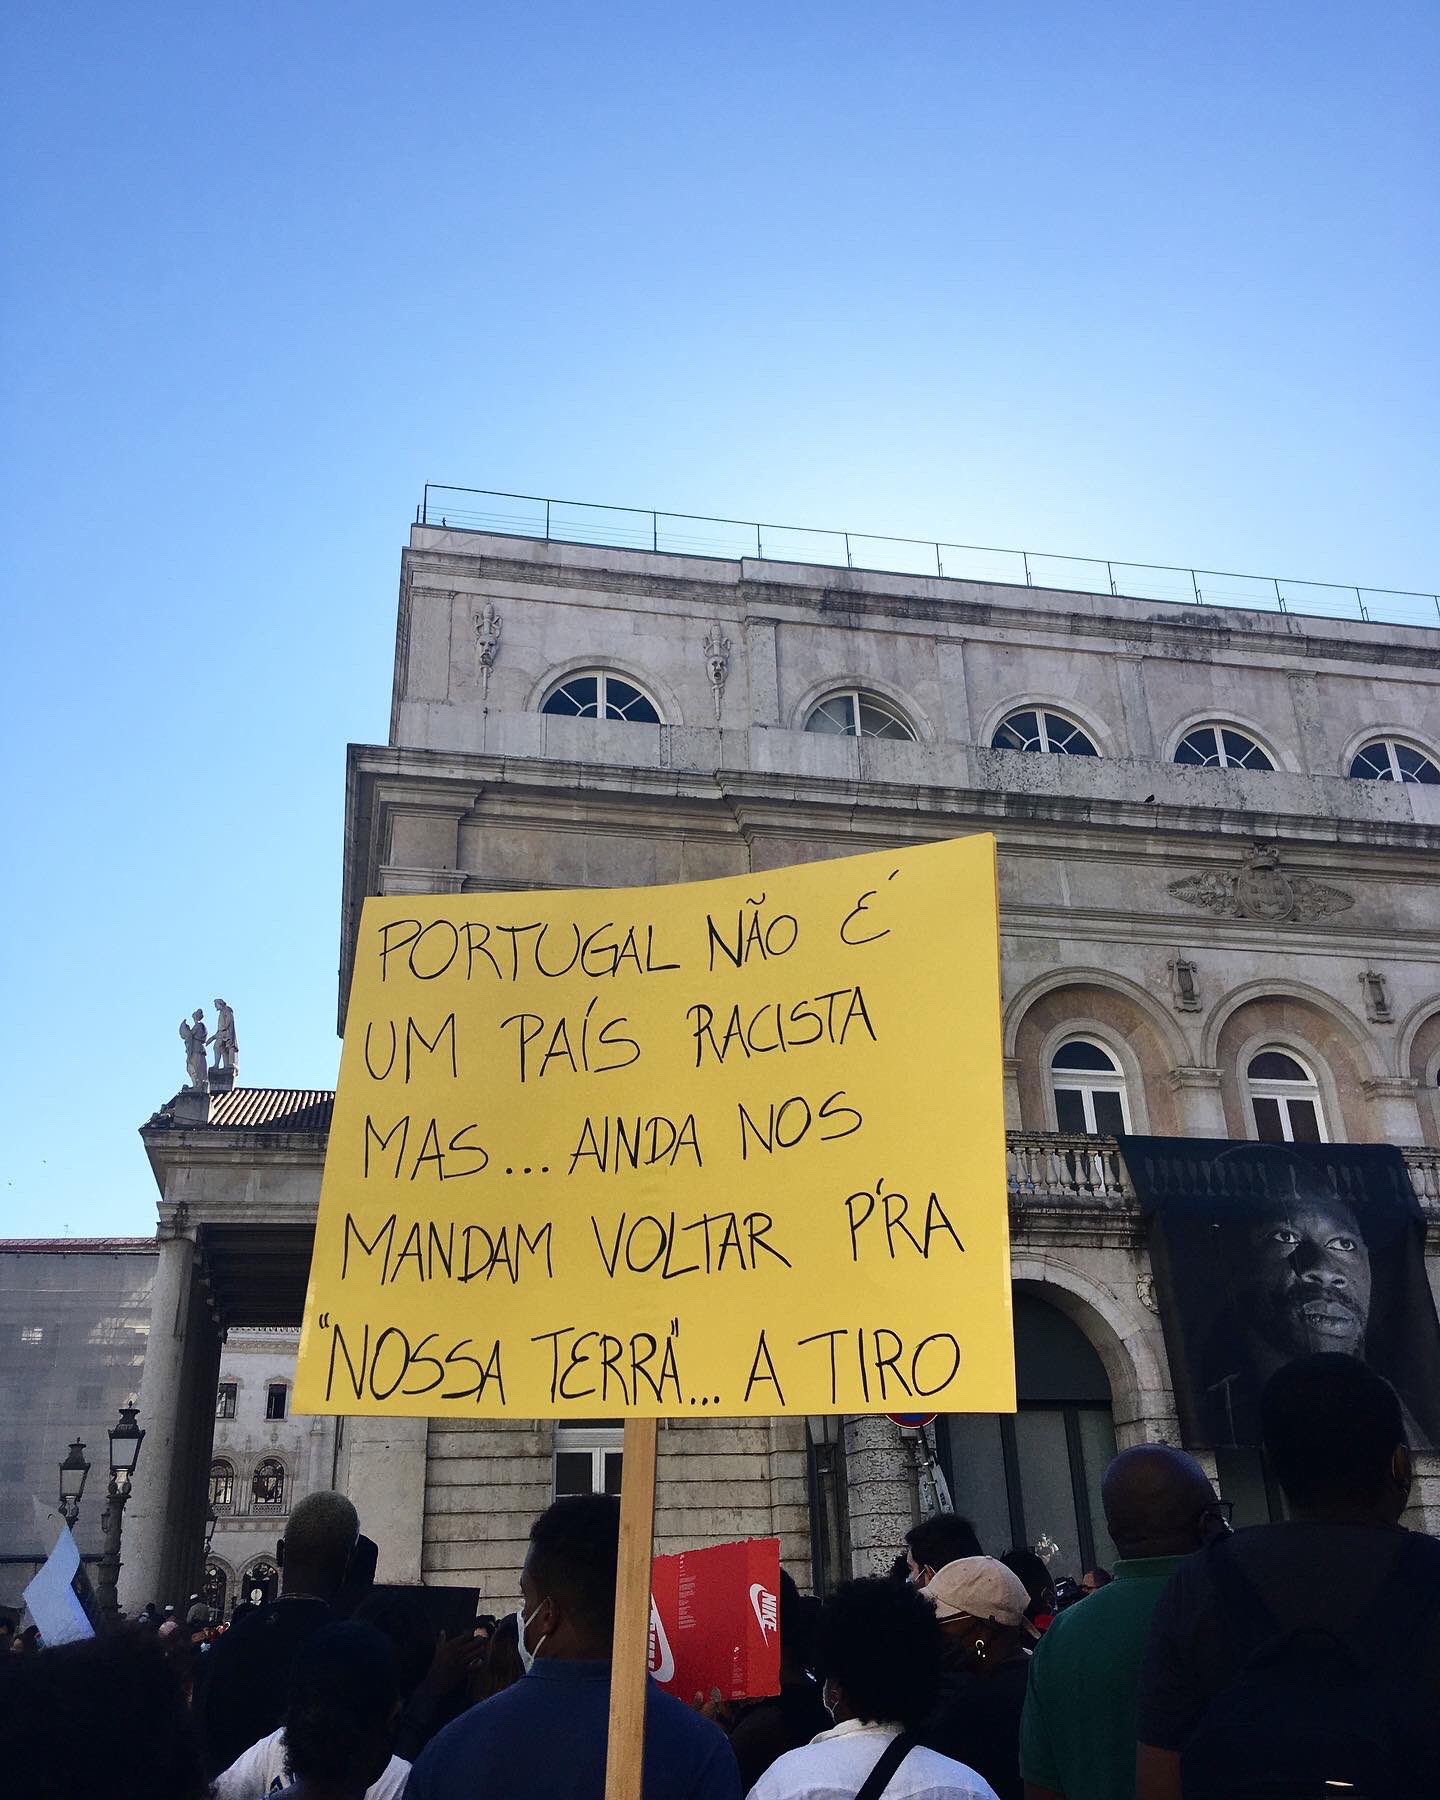 PORTUGAL NÃO É
UM PAÍS RACISTA
MAS... AINDA NOS
MANDAM VOLTAR P'RA
"NOSSA TERRA"... A TIRO
NIKE